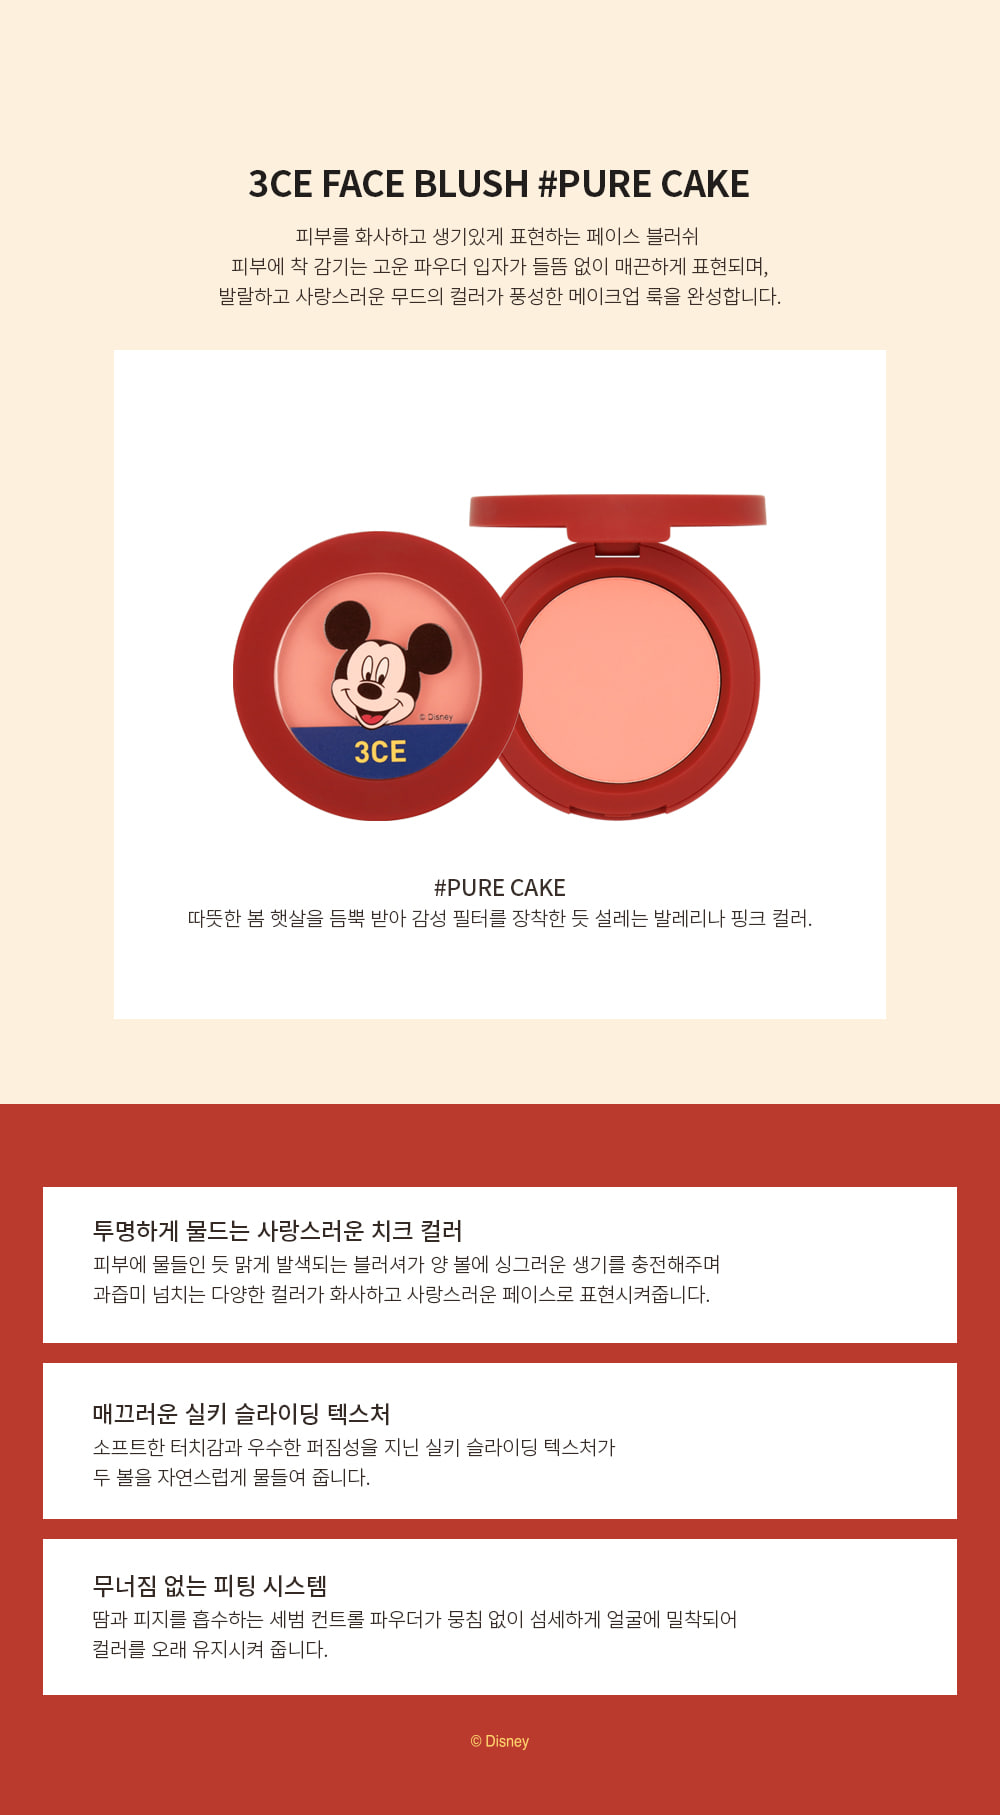 3CE FACE BLUSH #PURE CAKE
피부를 화사하고 생기있게 표현하는 페이스 블러쉬
피부에 착 감기는 고운 파우더 입자가 들뜸 없이 매끈하게 표현되며,
발랄하고 사랑스러운 무드의 컬러가 풍성한 메이크업 룩을 완성합니다.
© Disney
3CE
#PURE CAKE
따뜻한 봄 햇살을 듬뿍 받아 감성 필터를 장착한 듯 설레는 발레리나 핑크 컬러.
투명하게 물드는 사랑스러운 치크 컬러
피부에 물들인 듯 맑게 발색되는 블러셔가 양 볼에 싱그러운 생기를 충전해주며
과즙미 넘치는 다양한 컬러가 화사하고 사랑스러운 페이스로 표현시켜줍니다.
매끄러운 실키 슬라이딩 텍스처
소프트한 터치감과 우수한 퍼짐성을 지닌 실키 슬라이딩 텍스처가
두 볼을 자연스럽게 물들여 줍니다.
무너짐 없는 피팅 시스템
땀과 피지를 흡수하는 세범 컨트롤 파우더가 뭉침 없이 섬세하게 얼굴에 밀착되어
컬러를 오래 유지시켜 줍니다.
© Disney